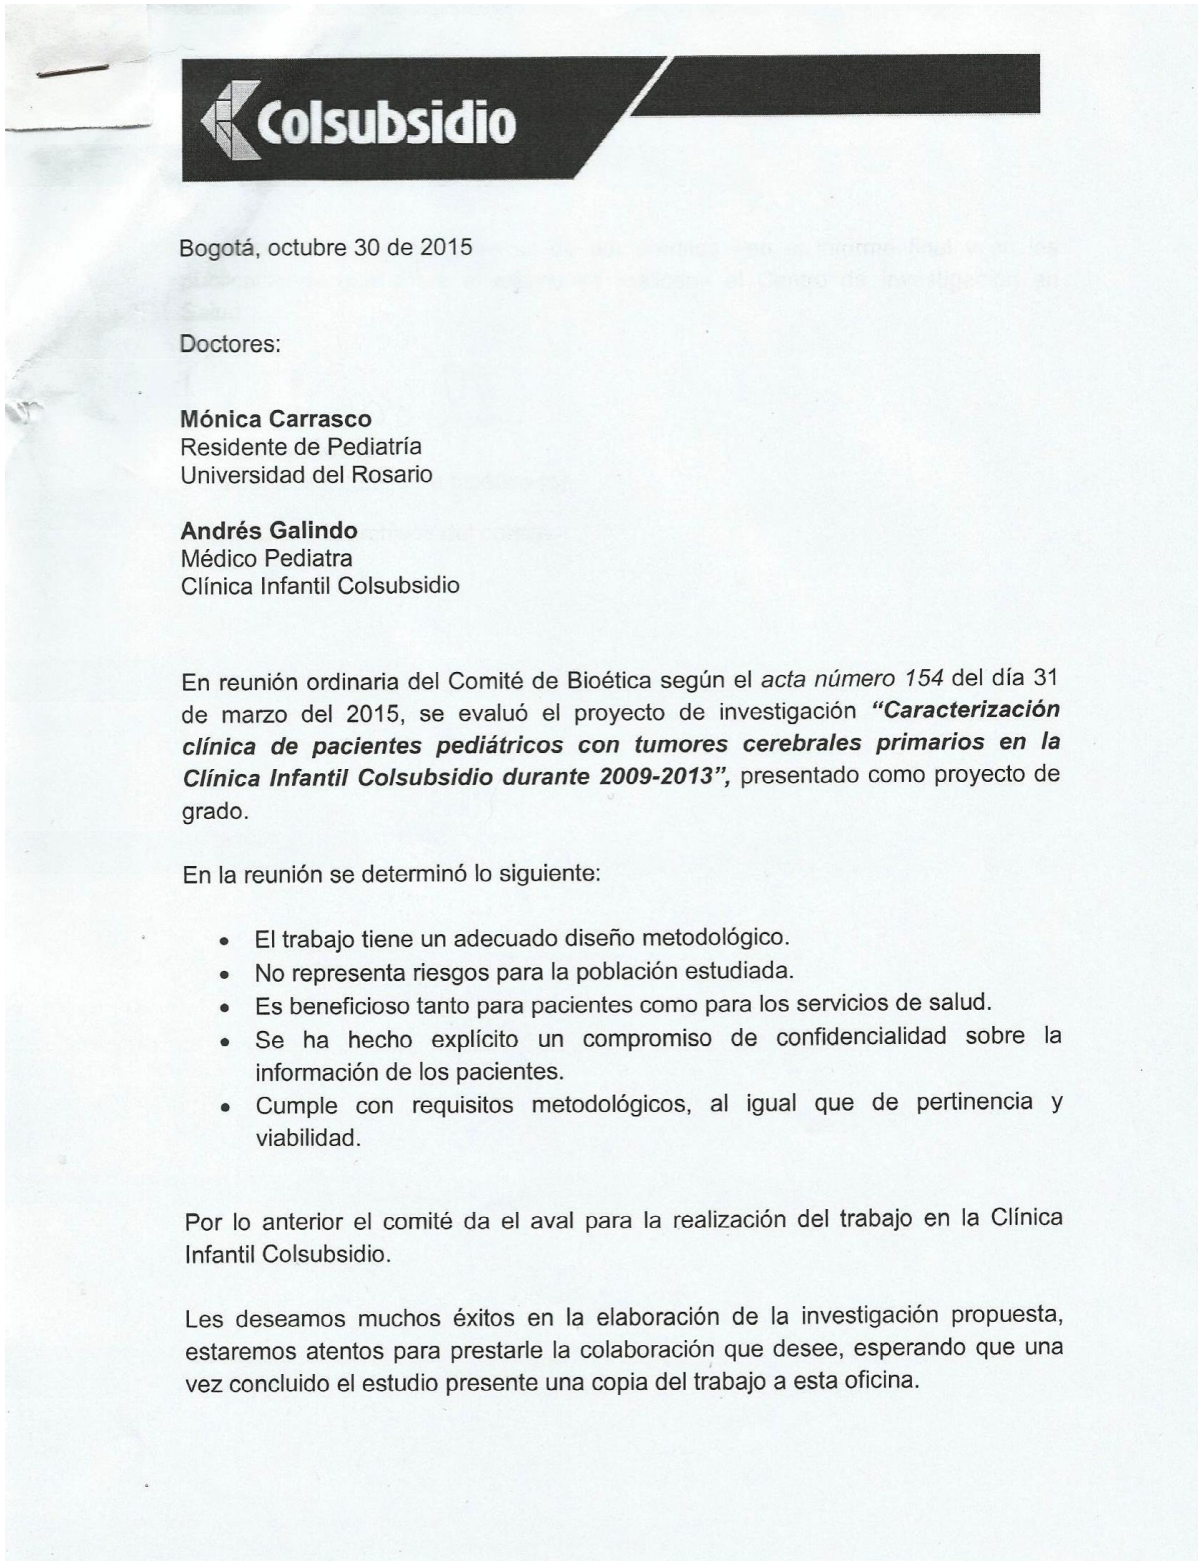 Colsubsidio
Bogotá, octubre 30 de 2015
Doctores:
Mónica Carrasco
Residente de Pediatría
Universidad del Rosario
Andrés Galindo
Médico Pediatra
Clínica Infantil Colsubsidio
En reunión ordinaria del Comité de Bioética según el acta número 154 del día 31
de marzo del 2015, se evaluó el proyecto de investigación “Caracterización
clínica de pacientes pediátricos con tumores cerebrales primarios en la
Clínica Infantil Colsubsidio durante 2009-2013”, presentado como proyecto de
grado.
En la reunión se determinó lo siguiente:
• El trabajo tiene un adecuado diseño metodológico.
• No representa riesgos para la población estudiada.
• Es beneficioso tanto para pacientes como para los servicios de salud.
• Se ha hecho explícito un compromiso de confidencialidad sobre la
información de los pacientes.
• Cumple con requisitos metodológicos, al igual que de pertinencia y
viabilidad.
Por lo anterior el comité da el aval para la realización del trabajo en la Clínica
Infantil Colsubsidio.
Les deseamos muchos éxitos en la elaboración de la investigación propuesta,
estaremos atentos para prestarle la colaboración que desee, esperando que una
vez concluido el estudio presente una copia del trabajo a esta oficina.